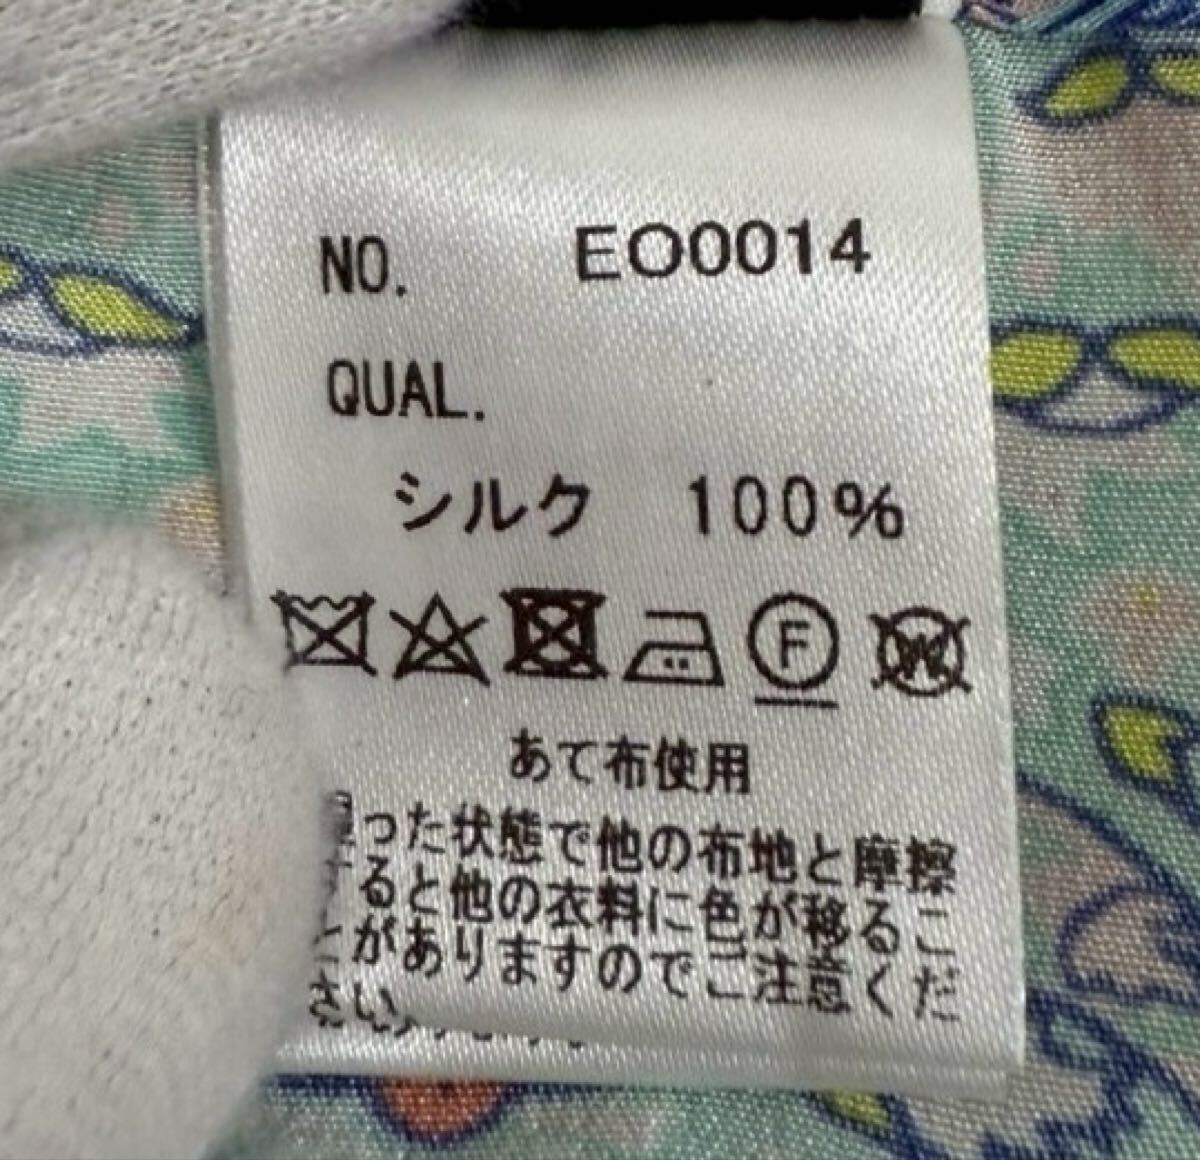 NO. EO0014
QUAL.
シルク 100%
F W
あて布使用
った状態で他の布地と摩擦
ると他の衣料に色が移るこ
とがありますのでご注意くだ
さい